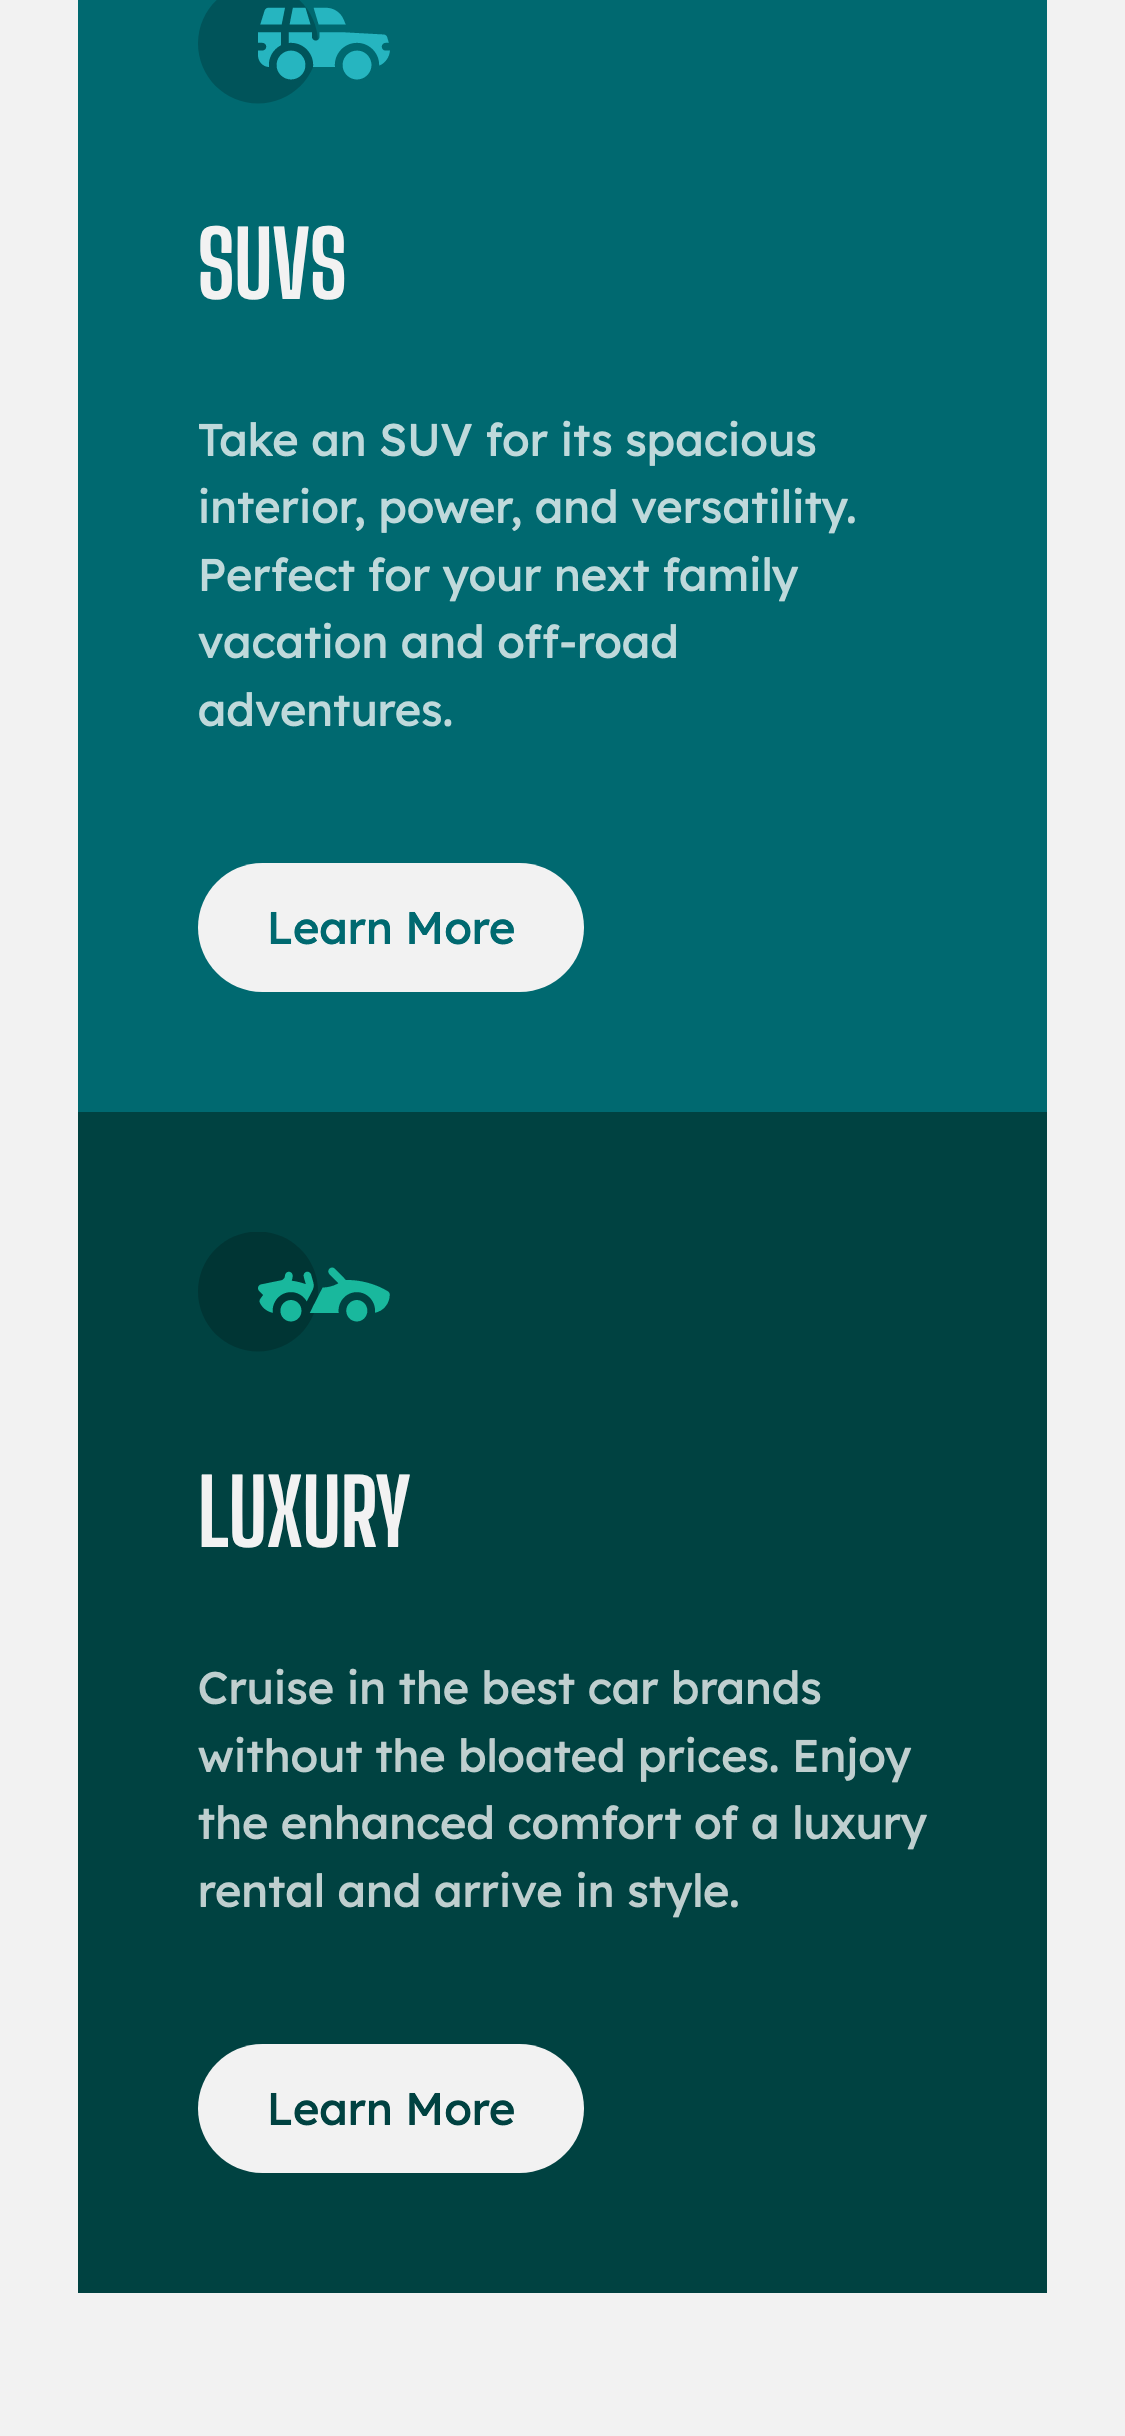 SUVS
Take an SUV for its spacious
interior, power, and versatility.
Perfect for your next family
vacation and off-road
adventures.
Learn More
LUXURY
Cruise in the best car brands
without the bloated prices. Enjoy
the enhanced comfort of a luxury
rental and arrive in style.
Learn More